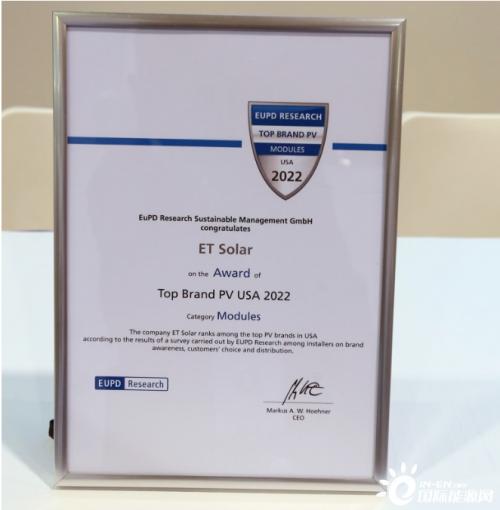 EUPD RESEARCH
TOP BRAND PV
MODULES
USA
2022
EuPD Research Sustainable Management GmbH
congratulates
ET Solar
on the Award of
Top Brand PV USA 2022
Category Modules
The company ET Solar ranks among the top PV brands in USA
according to the results of a survey carried out by EUPD Research among installers on brand
awareness, customers' choice and distribution.
EUPD Research
Markus A. W. Hoehner
CEO
IN-EN.com
国际能源网